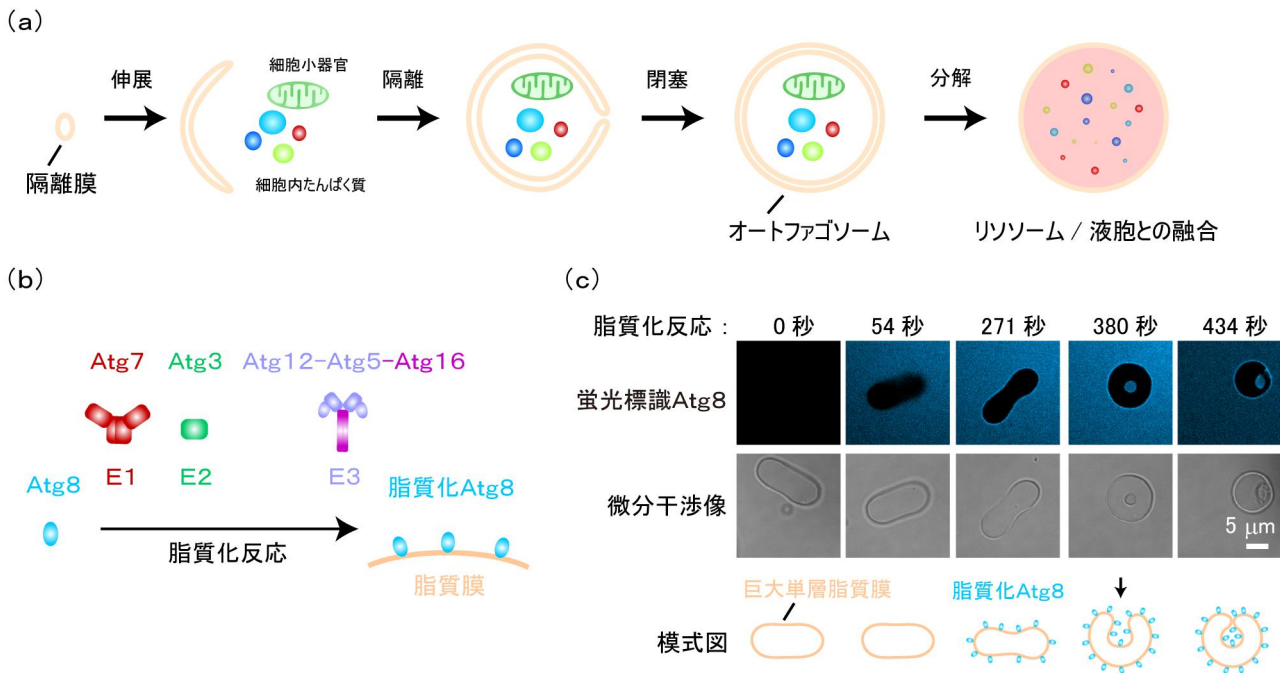 (a)
伸展
細胞小器官
隔離
閉塞
分解
隔離膜
細胞内たんぱく質
オートファゴソーム
リソソーム / 液胞との融合
(b)
Atg7
Atg3
Atg12-Atg5-Atg16
Atg8
E1
E2
E3
脂質化Atg8
脂質化反応
脂質膜
(c)
脂質化反応 : 0 秒 54 秒 271 秒 380 秒 434 秒
蛍光標識Atg8
微分干渉像
5 μm
巨大単層脂質膜
脂質化Atg8
模式図